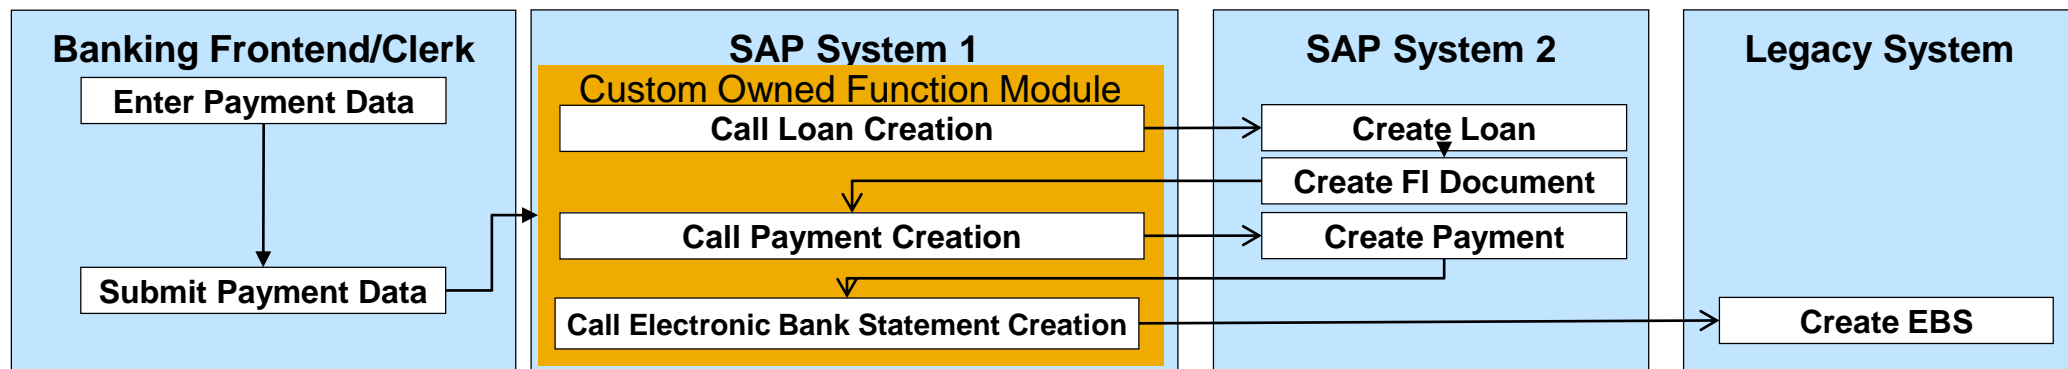 Banking Frontend/Clerk
Enter Payment Data
Submit Payment Data
SAP System 1
Custom Owned Function Module
Call Loan Creation
Call Payment Creation
Call Electronic Bank Statement Creation
SAP System 2
Create Loan
Create FI Document
Create Payment
Legacy System
Create EBS